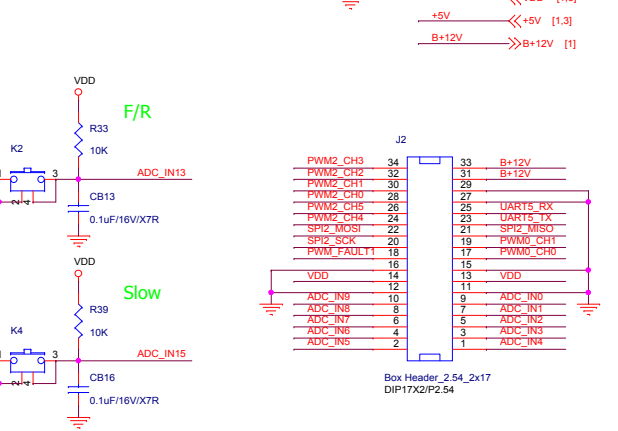 +5V
+5V [1,3]
B+12V
B+12V [1]
VDD
F/R
R33
10K
K2
3
ADC_IN13
2 4
CB13
0.1uF/16V/X7R
VDD
Slow
R39
10K
K4
3
ADC_IN15
2 4
CB16
0.1uF/16V/X7R
J2
PWM2_CH3 34 33 B+12V
PWM2_CH2 32 31 B+12V
PWM2_CH1 30 29
PWM2_CH0 28 27
PWM2_CH5 26 25 UART5_RX
PWM2_CH4 24 23 UART5_TX
SPI2_MOSI 22 21 SPI2_MISO
SPI2_SCK 20 19 PWM0_CH1
PWM_FAULT1 18 17 PWM0_CH0
16 15
VDD 14 13 VDD
12 11
ADC_IN9 10 9 ADC_IN0
ADC_IN8 8 7 ADC_IN1
ADC_IN7 6 5 ADC_IN2
ADC_IN6 4 3 ADC_IN3
ADC_IN5 2 1 ADC_IN4
Box Header_2.54_2x17
DIP17X2/P2.54